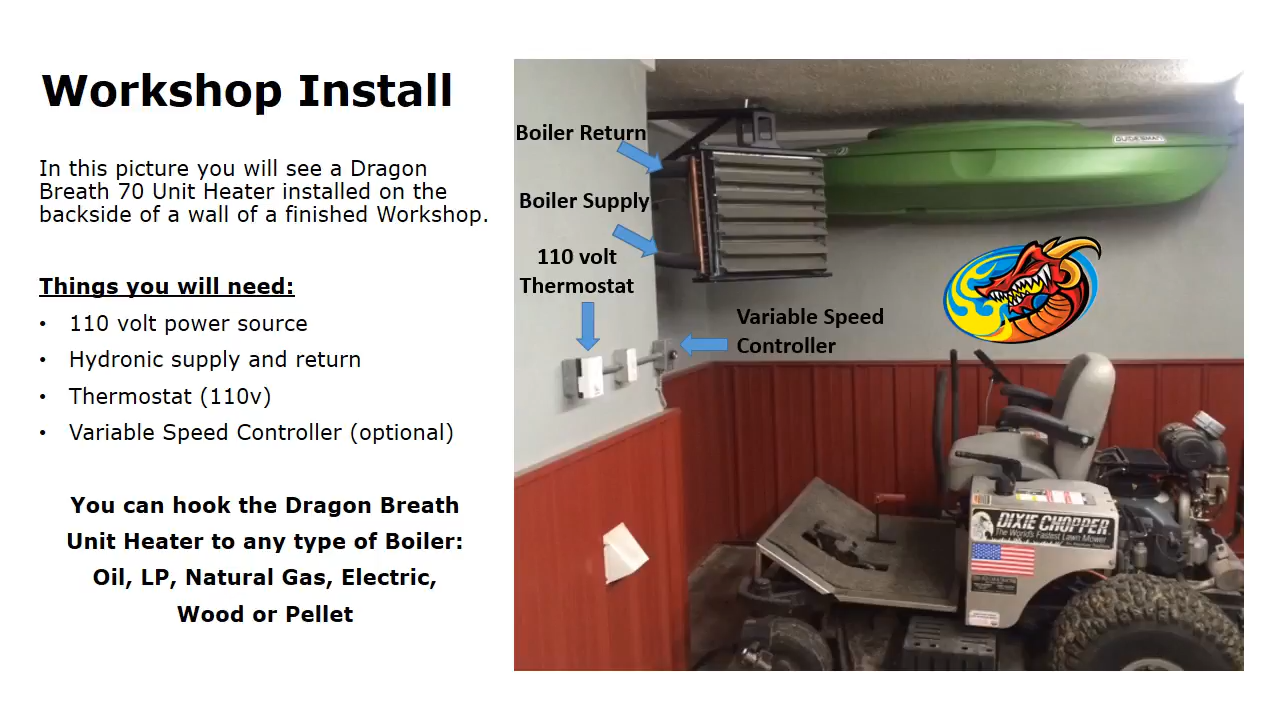 Workshop Install
In this picture you will see a Dragon
Breath 70 Unit Heater installed on the
backside of a wall of a finished Workshop.
Things you will need:
• 110 volt power source
• Hydronic supply and return
• Thermostat (110v)
• Variable Speed Controller (optional)
You can hook the Dragon Breath
Unit Heater to any type of Boiler:
Oil, LP, Natural Gas, Electric,
Wood or Pellet
Boiler Return
Boiler Supply
110 volt
Thermostat
Variable Speed
Controller
DIXIE CHOPPER
The World's Fastest Lawn Mower